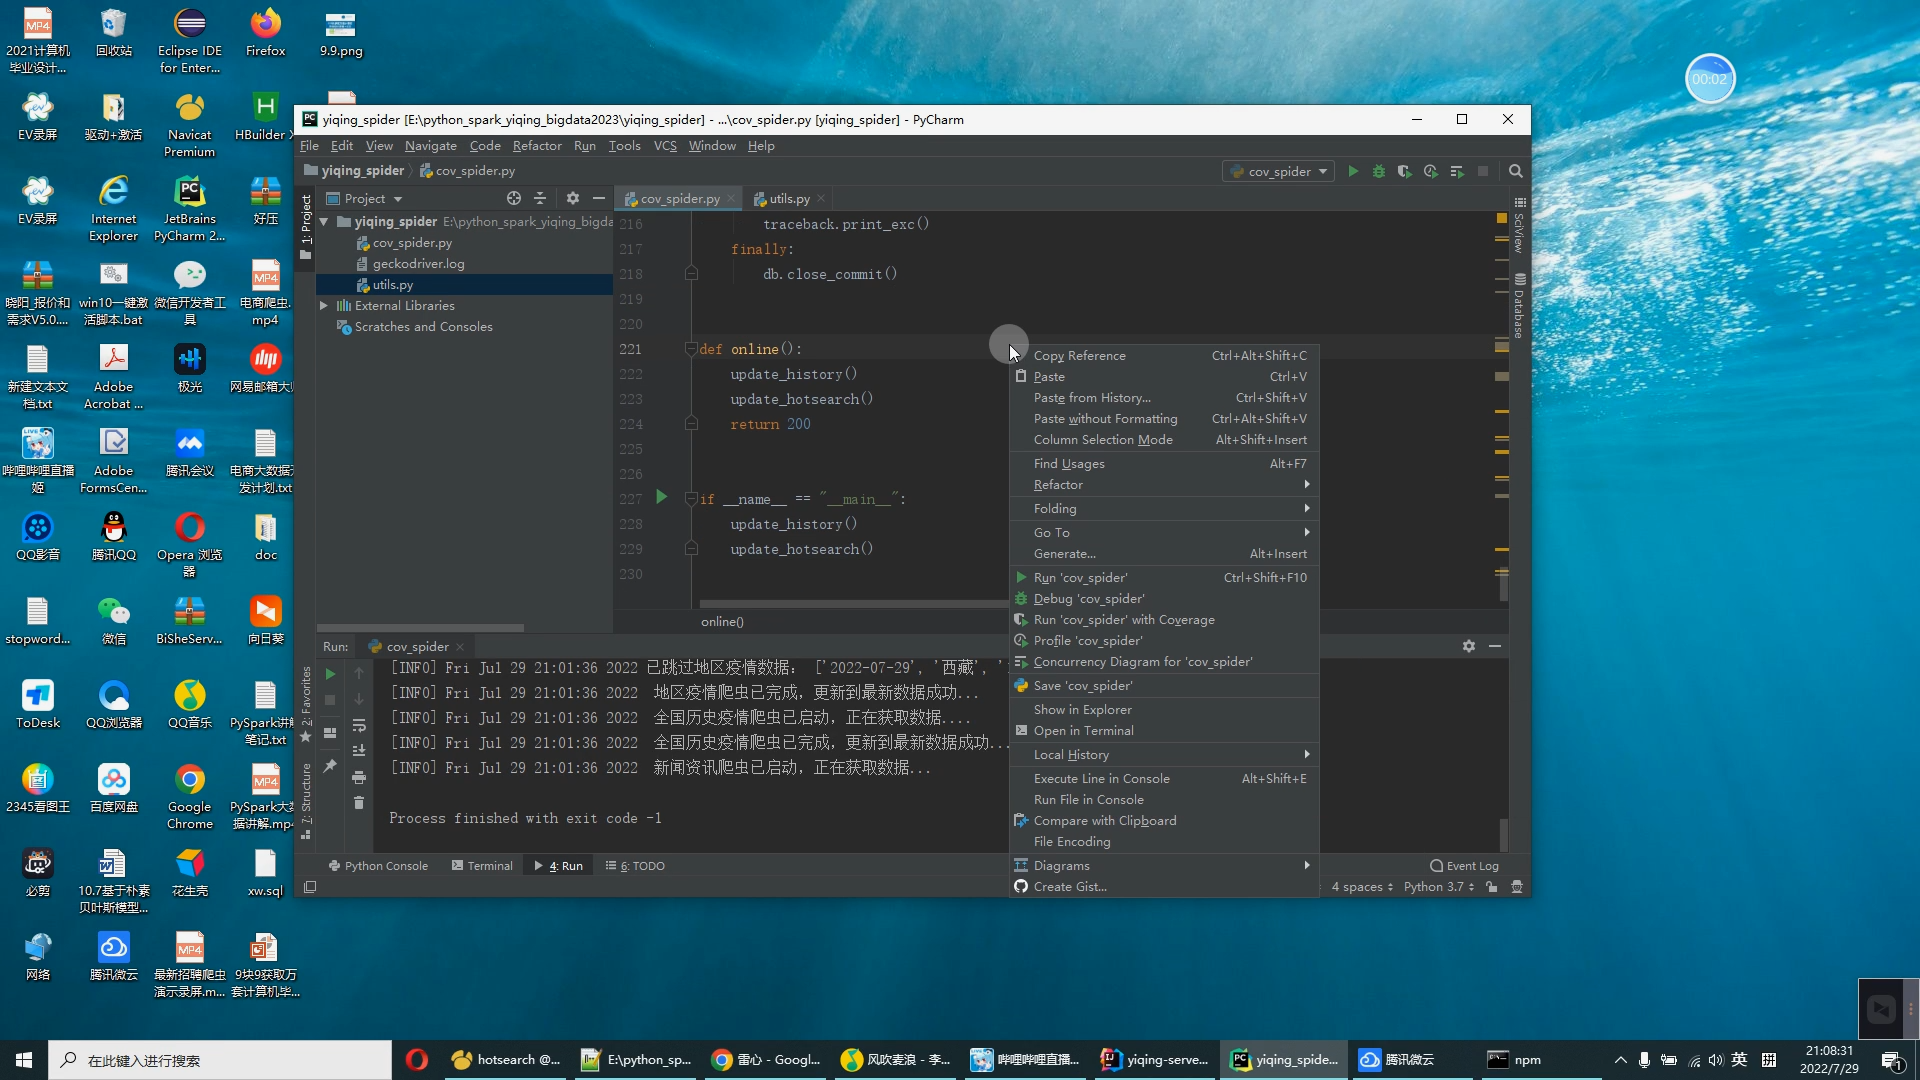 2021计算机
毕业设计...
回收站
Eclipse IDE
for Enter...
Firefox
9.9.png
EV录屏
驱动+激活
Navicat
Premium
HBuilder X
EV录屏
Internet
Explorer
JetBrains
PyCharm 2...
好压
晓阳_报价和
需求V5.0....
win10一键激
活脚本.bat
微信开发者工
具
电商爬虫.
mp4
新建文本文
档.txt
Adobe
Acrobat ...
极光
网易邮箱大
哔哩哔哩直播
姬
Adobe
FormsCen...
腾讯会议
电商大数据
发计划.txt
QQ影音
腾讯QQ
Opera 浏览
器
doc
stopword...
微信
BiSheServ...
向日葵
ToDesk
QQ浏览器
QQ音乐
PySpark讲
笔记.txt
2345看图王
百度网盘
Google
Chrome
PySpark大
据讲解.mp4
必剪
10.7基于朴素
贝叶斯模型...
花生壳
xw.sql
网络
腾讯微云
最新招聘爬虫
演示录屏.m...
9块9获取万
套计算机毕...
00:02
yiqing_spider [E:\python_spark_yiqing_bigdata2023\yiqing_spider] - ...\cov_spider.py [yiqing_spider] - PyCharm
File Edit View Navigate Code Refactor Run Tools VCS Window Help
yiqing_spider cov_spider.py
cov_spider
1: Project
Project
cov_spider.py utils.py
yiqing_spider E:\python_spark_yiqing_bigda
cov_spider.py
geckodriver.log
utils.py
External Libraries
Scratches and Consoles
216 traceback.print_exc()
217 finally:
218 db.close_commit()
219
220
221 def online():
222 update_history()
223 update_hotsearch()
224 return 200
225
226
227 if __name__ == "__main__":
228 update_history()
229 update_hotsearch()
230
online()
SciView
Database
Copy Reference Ctrl+Alt+Shift+C
Paste Ctrl+V
Paste from History... Ctrl+Shift+V
Paste without Formatting Ctrl+Alt+Shift+V
Column Selection Mode Alt+Shift+Insert
Find Usages Alt+F7
Refactor
Folding
Go To
Generate... Alt+Insert
Run 'cov_spider' Ctrl+Shift+F10
Debug 'cov_spider'
Run 'cov_spider' with Coverage
Profile 'cov_spider'
Concurrency Diagram for 'cov_spider'
Save 'cov_spider'
Show in Explorer
Open in Terminal
Local History
Execute Line in Console Alt+Shift+E
Run File in Console
Compare with Clipboard
File Encoding
Diagrams
Create Gist...
Run: cov_spider
2: Favorites
7: Structure
[INFO] Fri Jul 29 21:01:36 2022 已跳过地区疫情数据： ['2022-07-29', '西藏', '
[INFO] Fri Jul 29 21:01:36 2022 地区疫情爬虫已完成，更新到最新数据成功...
[INFO] Fri Jul 29 21:01:36 2022 全国历史疫情爬虫已启动，正在获取数据....
[INFO] Fri Jul 29 21:01:36 2022 全国历史疫情爬虫已完成，更新到最新数据成功...
[INFO] Fri Jul 29 21:01:36 2022 新闻资讯爬虫已启动，正在获取数据...
Process finished with exit code -1
Python Console Terminal 4: Run 6: TODO Event Log
4 spaces Python 3.7
在此键入进行搜索
hotsearch @...
E:\python_sp...
雷心 - Googl...
风吹麦浪 - 李...
哔哩哔哩直播...
yiqing-serve...
yiqing_spide...
腾讯微云
npm
英
21:08:31
2022/7/29
1